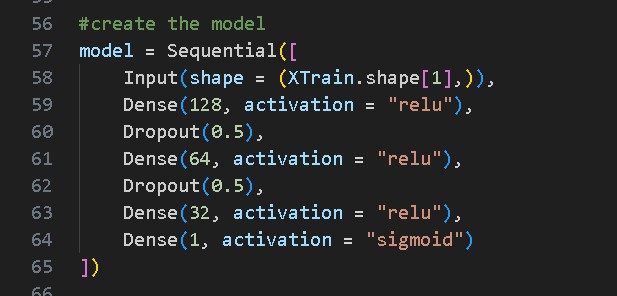 56 #create the model
57 model = Sequential([
58     Input(shape = (XTrain.shape[1],)),
59     Dense(128, activation = "relu"),
60     Dropout(0.5),
61     Dense(64, activation = "relu"),
62     Dropout(0.5),
63     Dense(32, activation = "relu"),
64     Dense(1, activation = "sigmoid")
65 ])
66